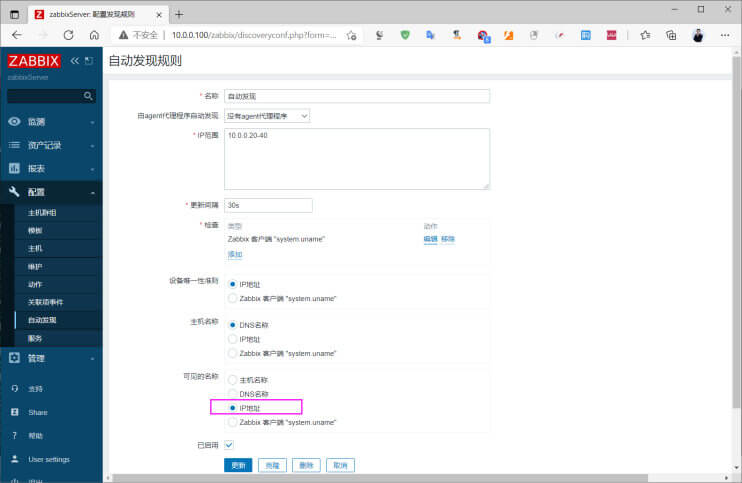 zabbixServer: 配置发现规则
不安全
10.0.0.100/zabbix/discoveryconf.php?form=...
ZABBIX
zabbixServer
监测
资产记录
报表
配置
主机群组
模板
主机
维护
动作
关联项事件
自动发现
服务
管理
支持
Share
帮助
User settings
自动发现规则
* 名称 自动发现
由agent代理程序自动发现 没有agent代理程序
* IP范围 10.0.0.20-40
* 更新间隔 30s
* 检查 类型 动作
Zabbix 客户端 "system.uname" 编辑 移除
添加
设备唯一性准则 IP地址
Zabbix 客户端 "system.uname"
主机名称 DNS名称
IP地址
Zabbix 客户端 "system.uname"
可见的名称 主机名称
DNS名称
IP地址
Zabbix 客户端 "system.uname"
已启用
更新 克隆 删除 取消